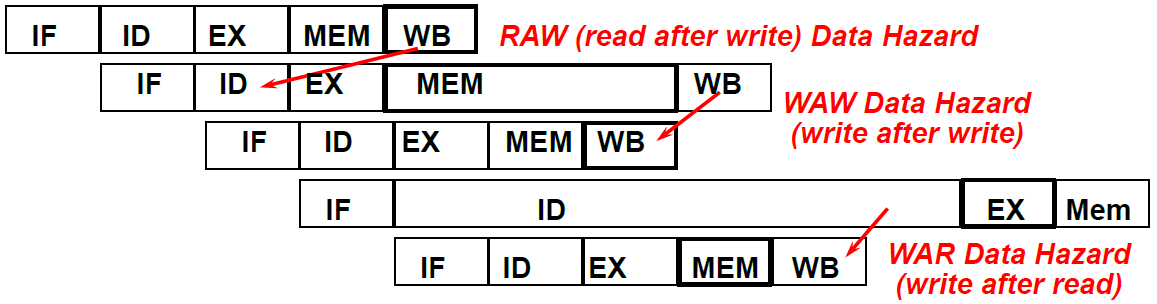 IF ID EX MEM WB RAW (read after write) Data Hazard
IF ID EX MEM WB
WAW Data Hazard
(write after write)
IF ID EX MEM WB
IF ID EX Mem
WAR Data Hazard
(write after read)
IF ID EX MEM WB